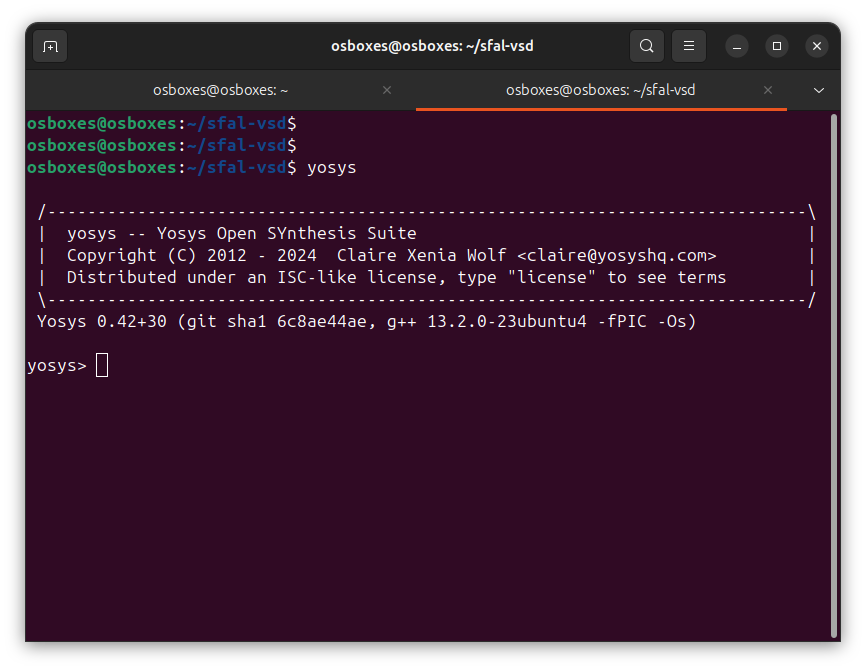 osboxes@osboxes: ~/sfal-vsd
osboxes@osboxes: ~
osboxes@osboxes: ~/sfal-vsd
osboxes@osboxes:~/sfal-vsd$
osboxes@osboxes:~/sfal-vsd$
osboxes@osboxes:~/sfal-vsd$ yosys
/----------------------------------------------------------------------------\
|  yosys -- Yosys Open SYnthesis Suite                                       |
|  Copyright (C) 2012 - 2024  Claire Xenia Wolf <claire@yosyshq.com>         |
|  Distributed under an ISC-like license, type "license" to see terms        |
\----------------------------------------------------------------------------/
Yosys 0.42+30 (git sha1 6c8ae44ae, g++ 13.2.0-23ubuntu4 -fPIC -Os)
yosys>